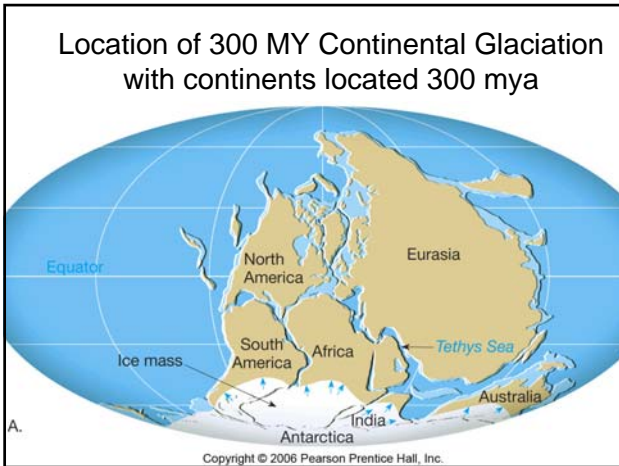 Location of 300 MY Continental Glaciation
with continents located 300 mya
Equator
North
America
Eurasia
Tethys Sea
South
America
Africa
Ice mass
Australia
India
A.
Antarctica
Copyright © 2006 Pearson Prentice Hall, Inc.